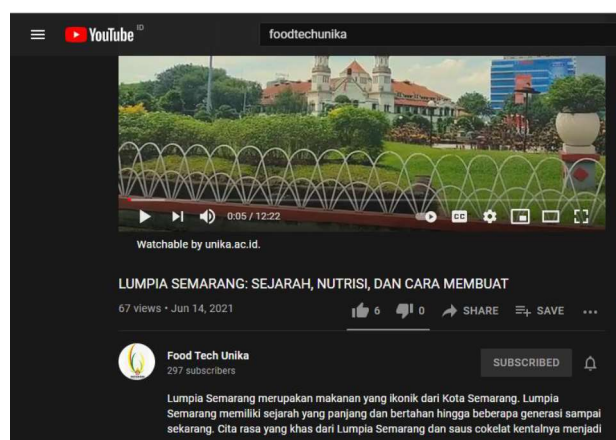 YouTube ID
foodtechunika
0:05 / 12:22
CC
Watchable by unika.ac.id.
LUMPIA SEMARANG: SEJARAH, NUTRISI, DAN CARA MEMBUAT
67 views • Jun 14, 2021
6
0
SHARE
SAVE
Food Tech Unika
297 subscribers
SUBSCRIBED
Lumpia Semarang merupakan makanan yang ikonik dari Kota Semarang. Lumpia
Semarang memiliki sejarah yang panjang dan bertahan hingga beberapa generasi sampai
sekarang. Cita rasa yang khas dari Lumpia Semarang dan saus cokelat kentalnya menjadi